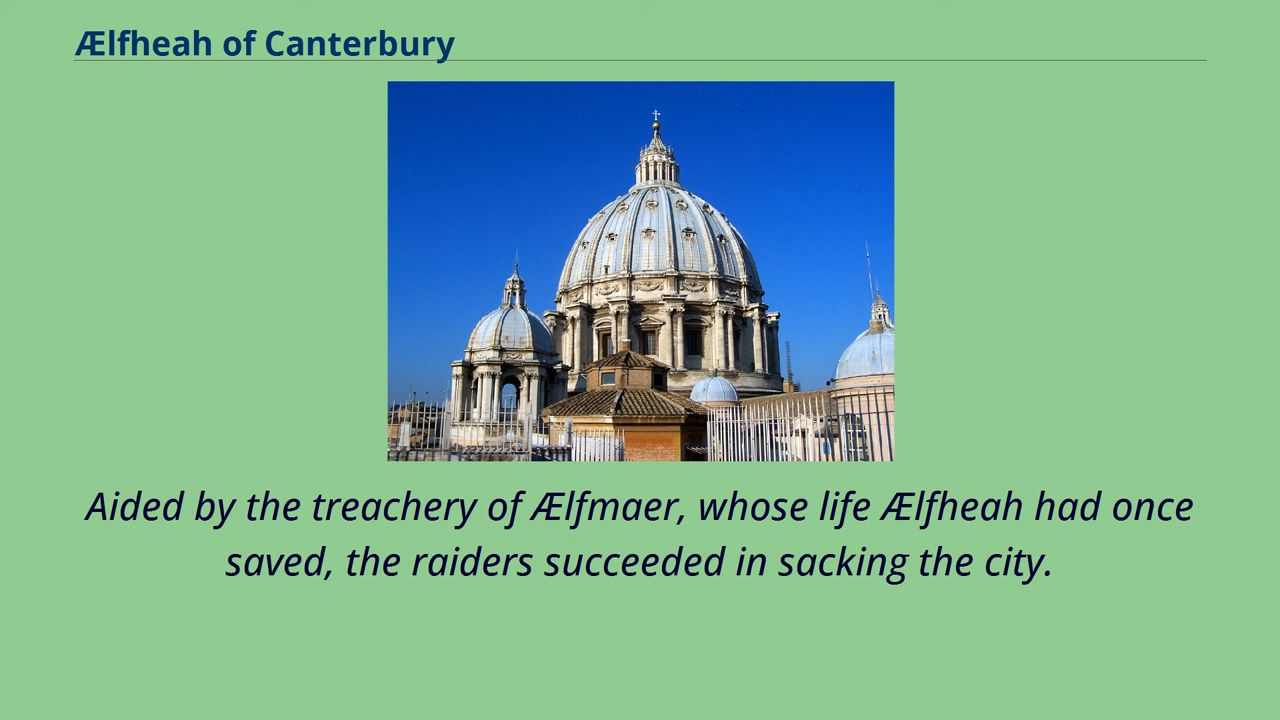 Ælfheah of Canterbury
Aided by the treachery of Ælfmaer, whose life Ælfheah had once
saved, the raiders succeeded in sacking the city.